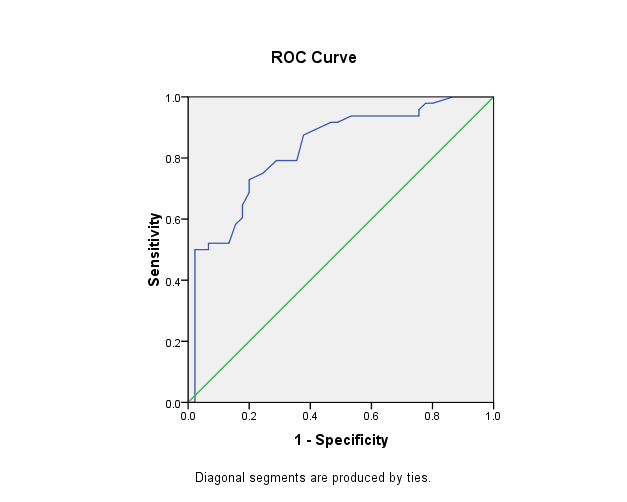 ROC Curve
1.0
0.8
0.6
0.4
0.2
0.0
Sensitivity
0.0 0.2 0.4 0.6 0.8 1.0
1 - Specificity
Diagonal segments are produced by ties.